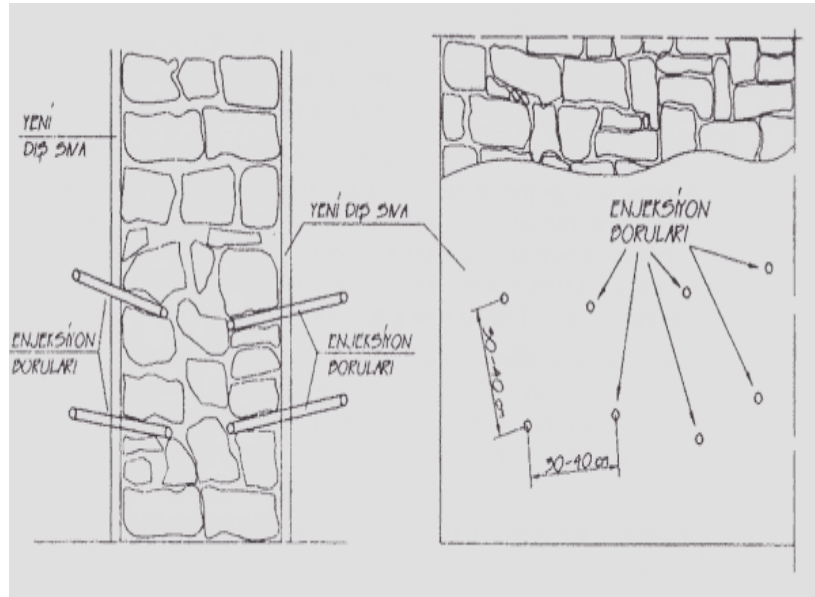 YENİ
DIŞ SIVA
YENİ DIŞ SIVA
ENJEKSİYON
BORULARI
ENJEKSİYON
BORULARI
ENJEKSİYON
BORULARI
30-40 cm
30-40 cm